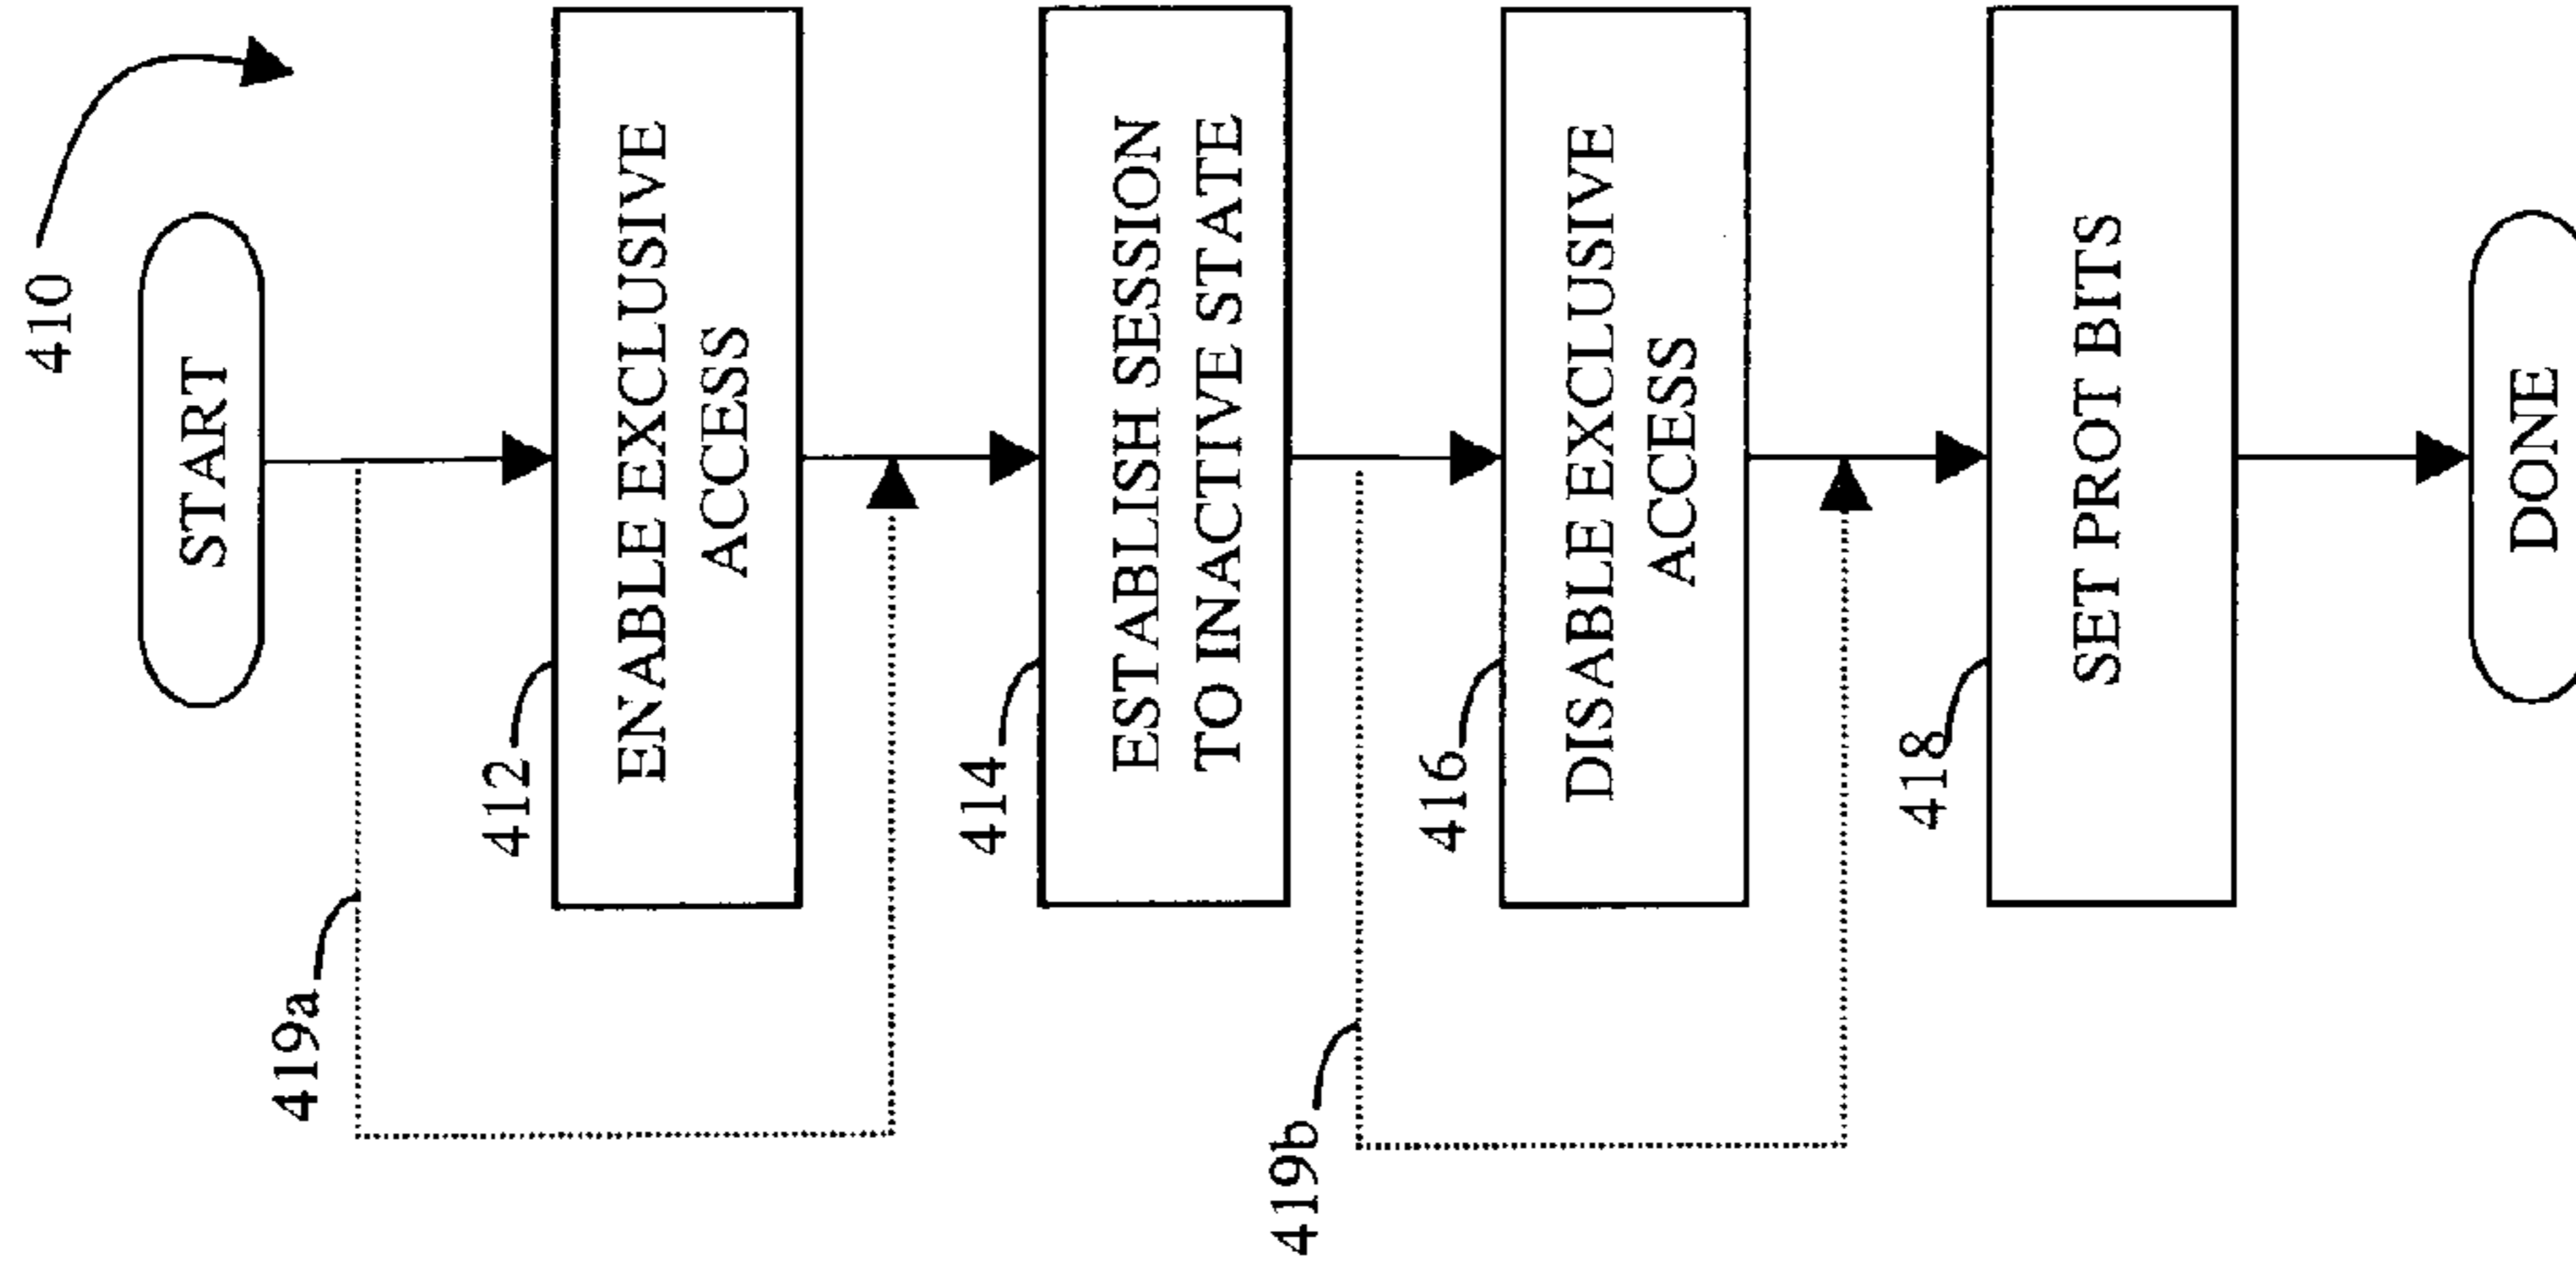 410
START
419a
412
ENABLE EXCLUSIVE
ACCESS
414
ESTABLISH SESSION
TO INACTIVE STATE
419b
416
DISABLE EXCLUSIVE
ACCESS
418
SET PROT BITS
DONE